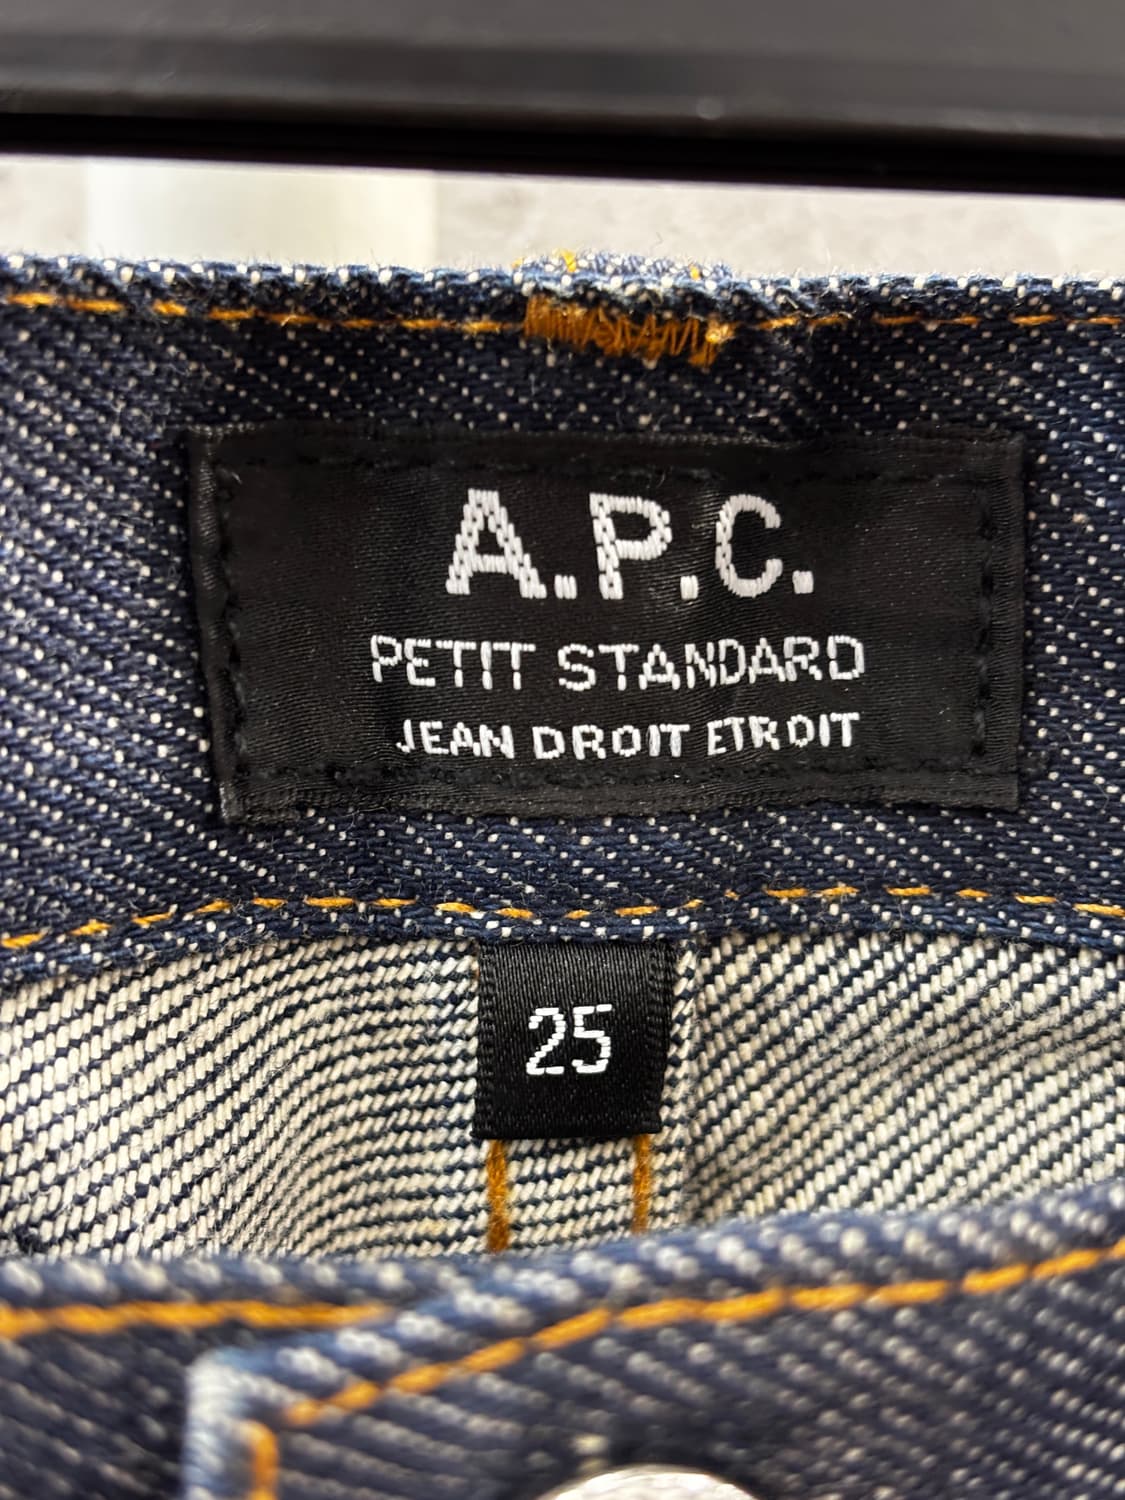 A.P.C.
PETIT STANDARD
JEAN DROIT ETROIT
25